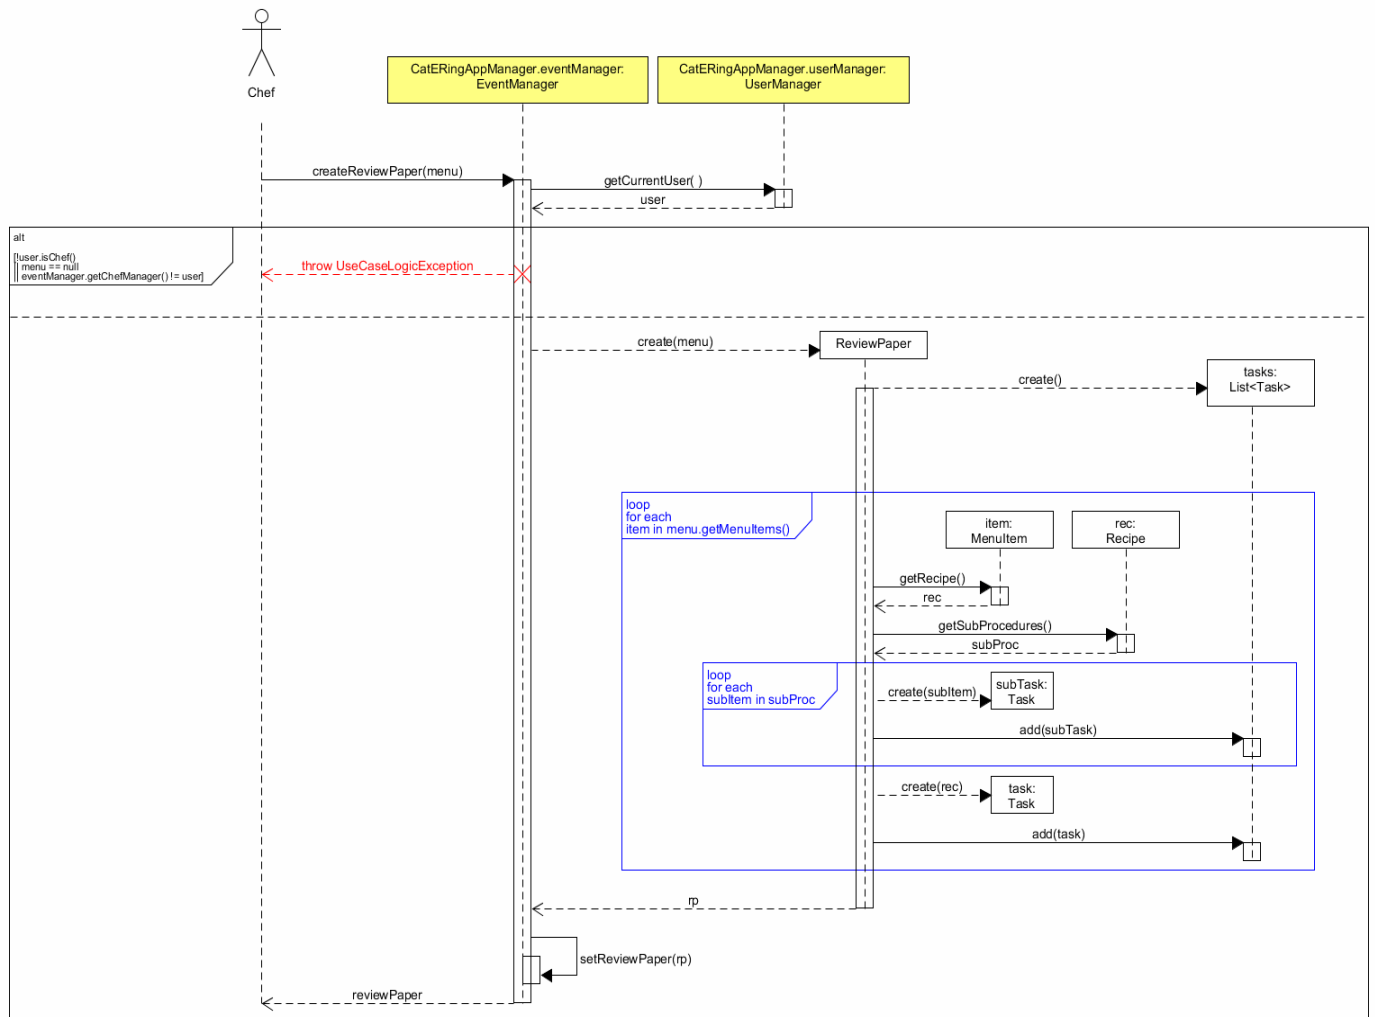 Chef
CatERingAppManager.eventManager:
EventManager
CatERingAppManager.userManager:
UserManager
createReviewPaper(menu)
getCurrentUser( )
user
alt
[!user.isChef()
|| menu == null
|| eventManager.getChefManager() != user]
throw UseCaseLogicException
create(menu)
ReviewPaper
create()
tasks:
List<Task>
loop
for each
item in menu.getMenuItems()
item:
MenuItem
rec:
Recipe
getRecipe()
rec
getSubProcedures()
subProc
loop
for each
subItem in subProc
create(subItem)
subTask:
Task
add(subTask)
create(rec)
task:
Task
add(task)
rp
setReviewPaper(rp)
reviewPaper